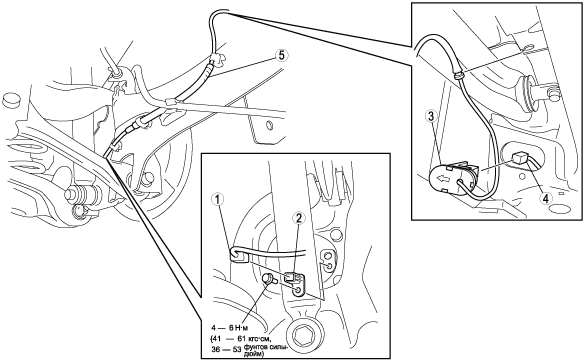 5
3
4
1
2
4 — 6 Н·м
{41 — 61 кгс·см,
36 — 53 фунтов силы-
дюйм}